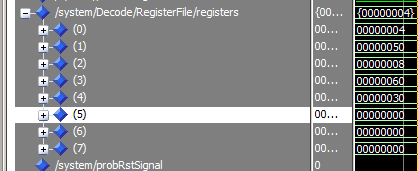 /system/Decode/RegisterFile/registers {00... {00000004}
(0) 00... 00000004
(1) 00... 00000050
(2) 00... 00000008
(3) 00... 00000060
(4) 00... 00000030
(5) 00... 00000000
(6) 00... 00000000
(7) 00... 00000000
/system/probRstSignal 0